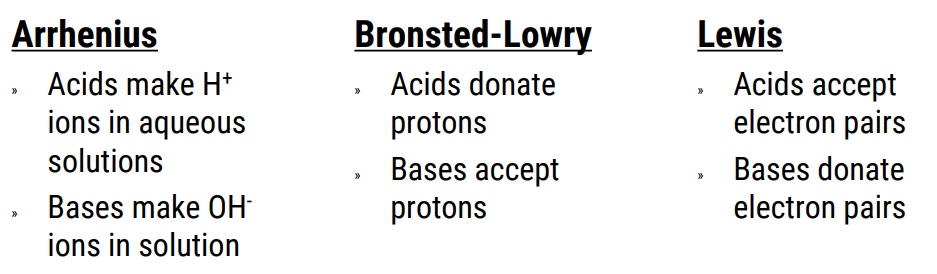 Arrhenius
» Acids make H⁺
ions in aqueous
solutions
» Bases make OH⁻
ions in solution
Bronsted-Lowry
» Acids donate
protons
» Bases accept
protons
Lewis
» Acids accept
electron pairs
» Bases donate
electron pairs